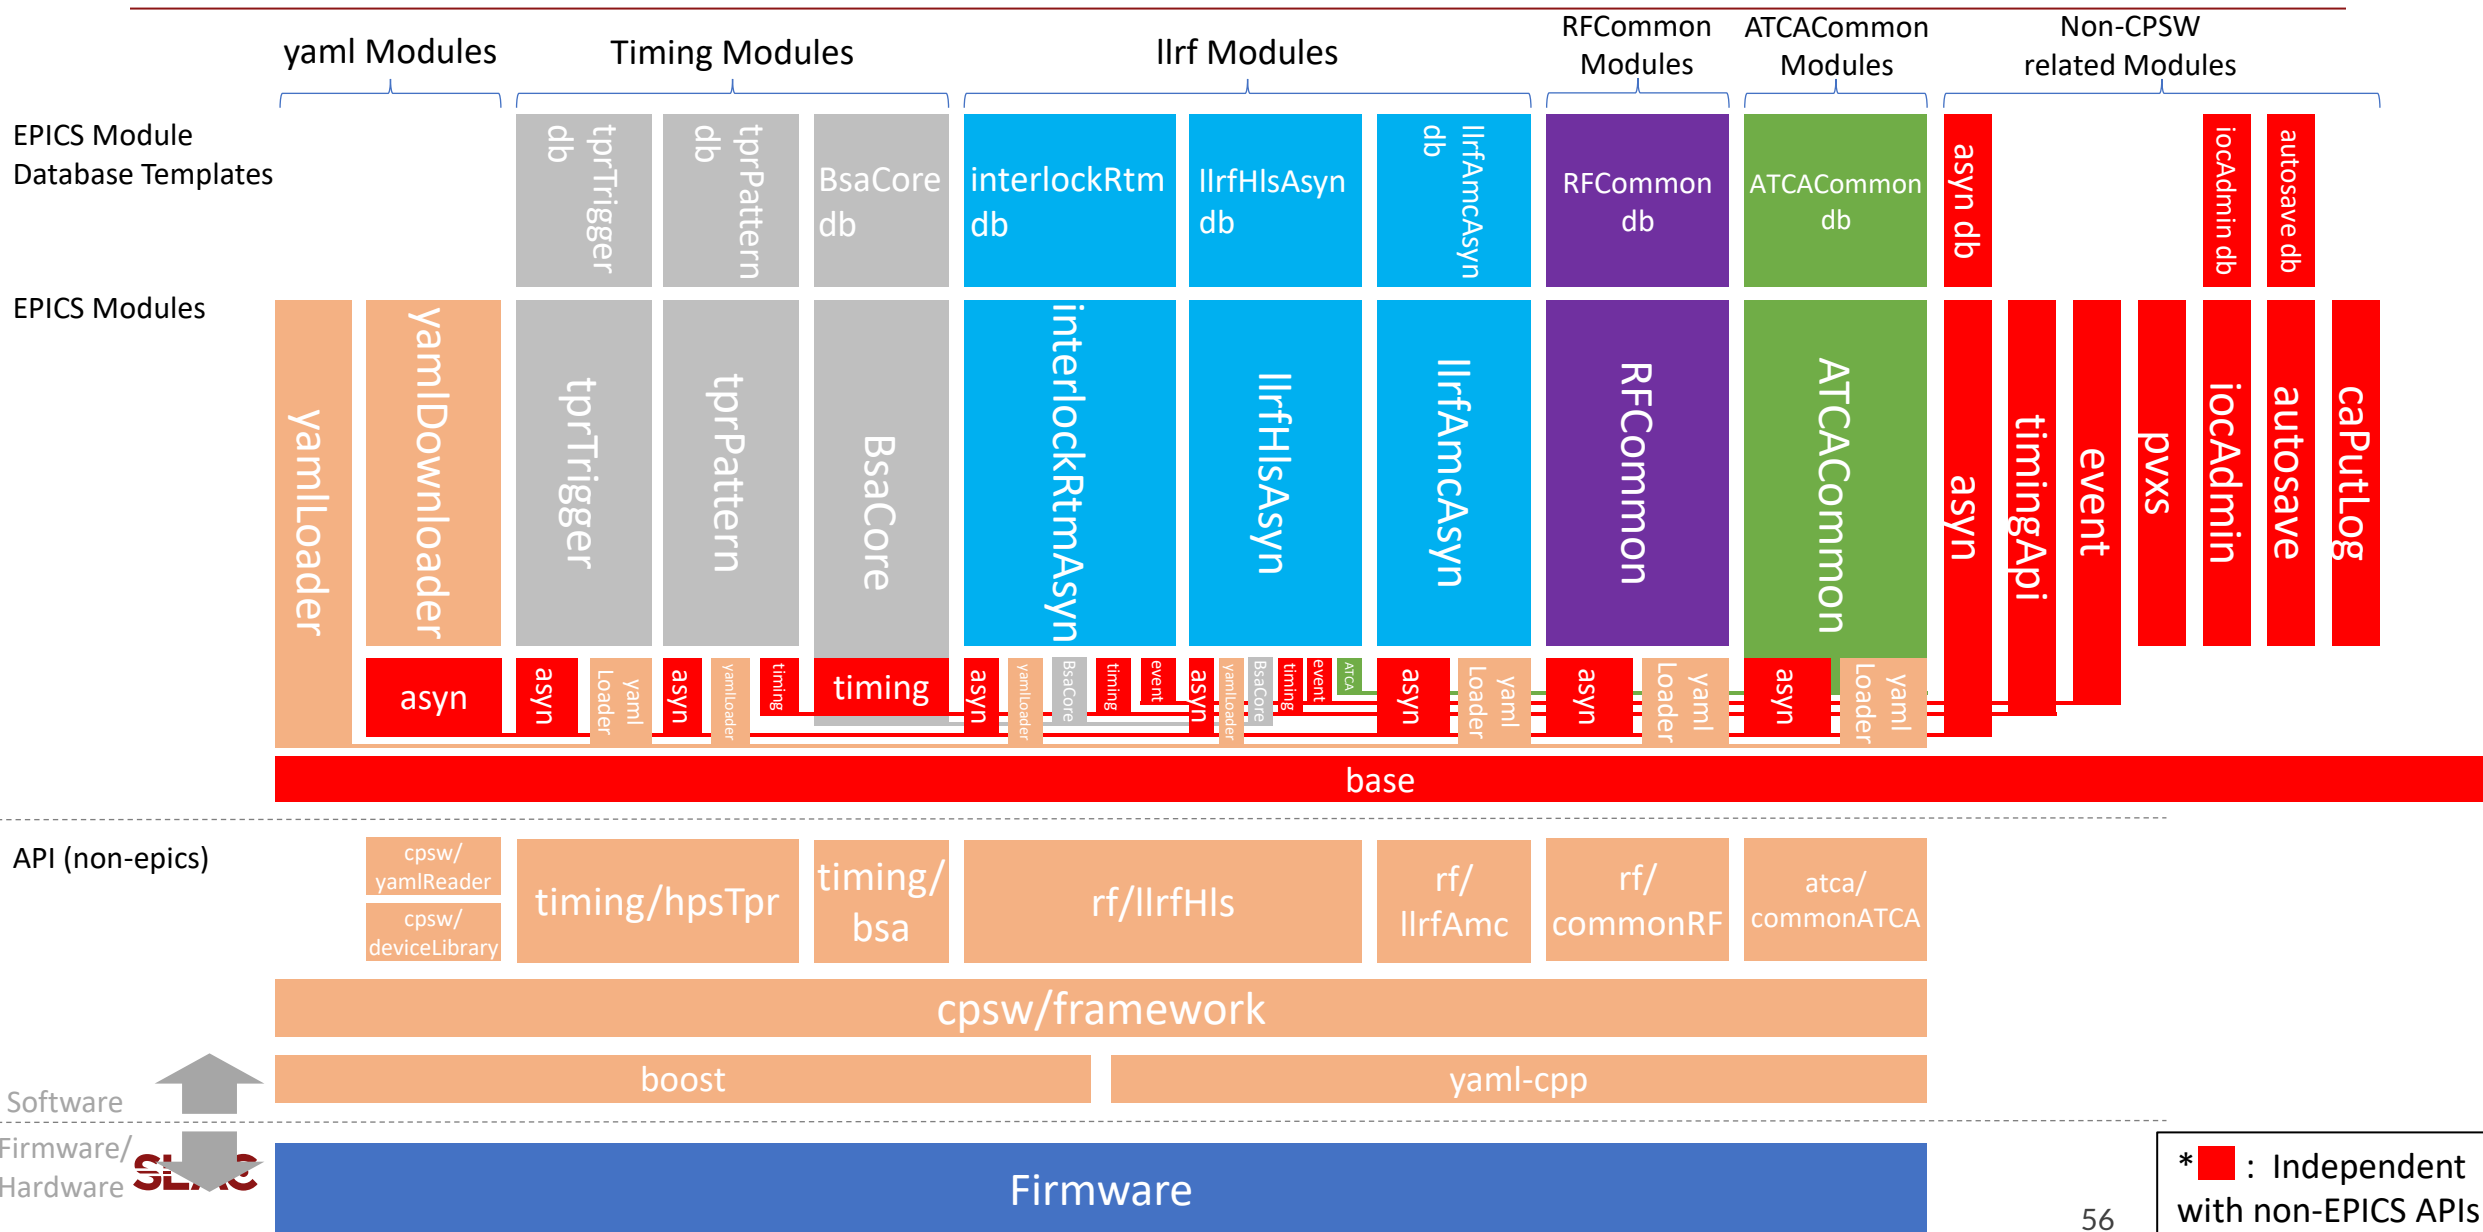 yaml Modules
Timing Modules
llrf Modules
RFCommon
Modules
ATCACommon
Modules
Non-CPSW
related Modules
EPICS Module
Database Templates
tprTrigger
db
tprPattern
db
BsaCore
db
interlockRtm
db
llrfHlsAsyn
db
llrfAmcAsyn
db
RFCommon
db
ATCACommon
db
asyn db
iocAdmin db
autosave db
EPICS Modules
yamlLoader
yamlDownloader
tprTrigger
tprPattern
BsaCore
interlockRtmAsyn
llrfHlsAsyn
llrfAmcAsyn
RFCommon
ATCACommon
asyn
timingApi
event
pvxs
iocAdmin
autosave
caPutLog
asyn
asyn
yaml
Loader
asyn
yamlLoader
timing
timing
asyn
yamlLoader
BsaCore
timing
event
asyn
yamlLoader
BsaCore
timing
event
ATCA
asyn
yaml
Loader
asyn
yaml
Loader
asyn
yaml
Loader
base
API (non-epics)
cpsw/
yamlReader
cpsw/
deviceLibrary
timing/hpsTpr
timing/
bsa
rf/llrfHls
rf/
llrfAmc
rf/
commonRF
atca/
commonATCA
cpsw/framework
boost
yaml-cpp
Software
Firmware/
Hardware
SLAC
Firmware
* : Independent
with non-EPICS APIs
56